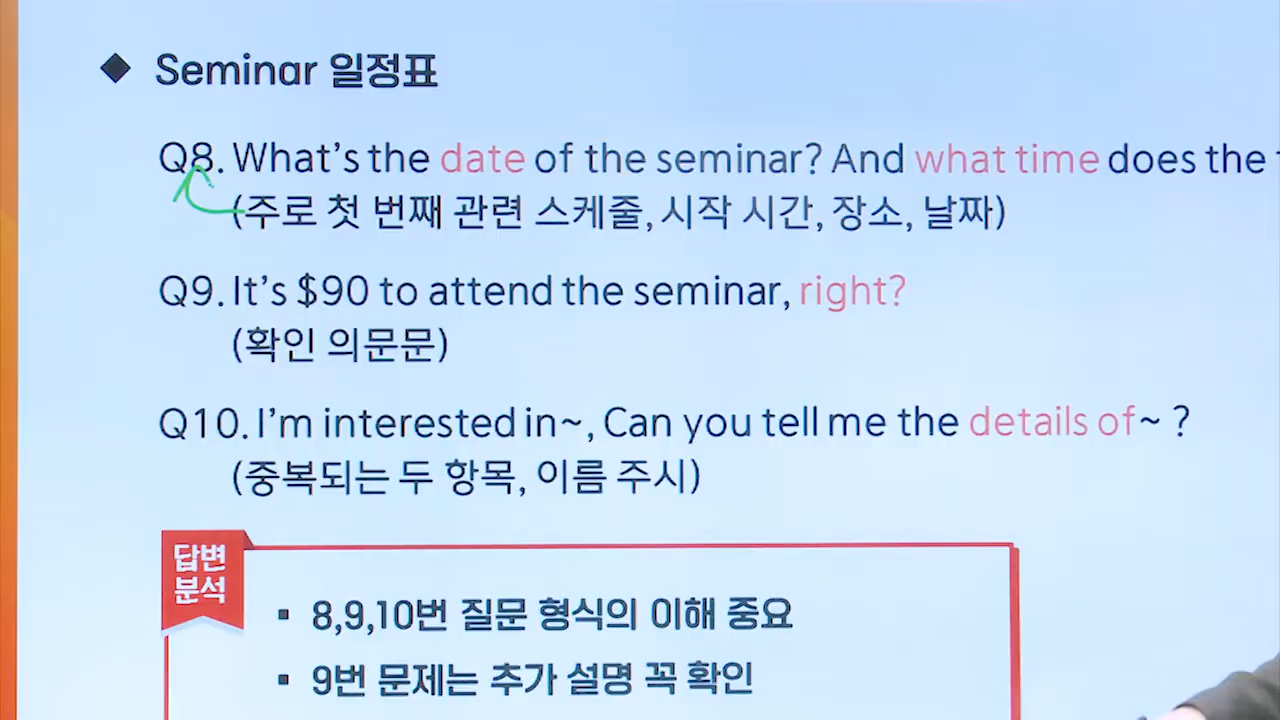 ◆ Seminar 일정표
Q8. What's the date of the seminar? And what time does the
(주로 첫 번째 관련 스케줄, 시작 시간, 장소, 날짜)
Q9. It's $90 to attend the seminar, right?
(확인 의문문)
Q10. I'm interested in~, Can you tell me the details of~ ?
(중복되는 두 항목, 이름 주시)
답변
분석
▪ 8,9,10번 질문 형식의 이해 중요
▪ 9번 문제는 추가 설명 꼭 확인